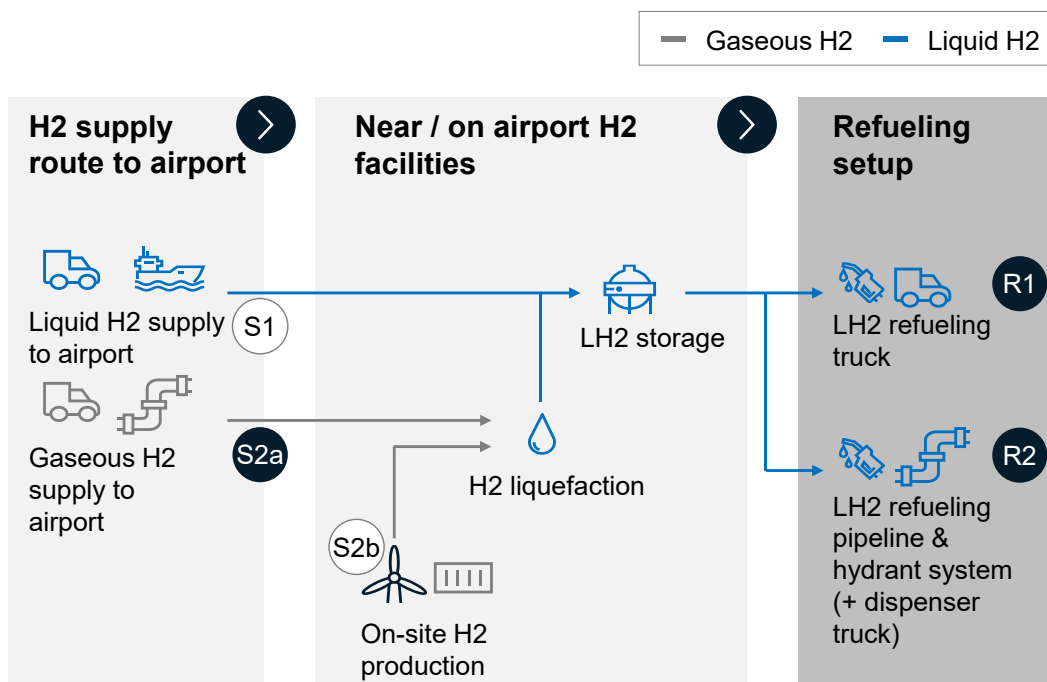 Gaseous H2
Liquid H2
H2 supply
route to airport
Near / on airport H2
facilities
Refueling
setup
Liquid H2 supply
to airport
S1
LH2 storage
R1
LH2 refueling
truck
S2a
Gaseous H2
supply to
airport
H2 liquefaction
R2
LH2 refueling
pipeline &
hydrant system
(+ dispenser
truck)
S2b
On-site H2
production